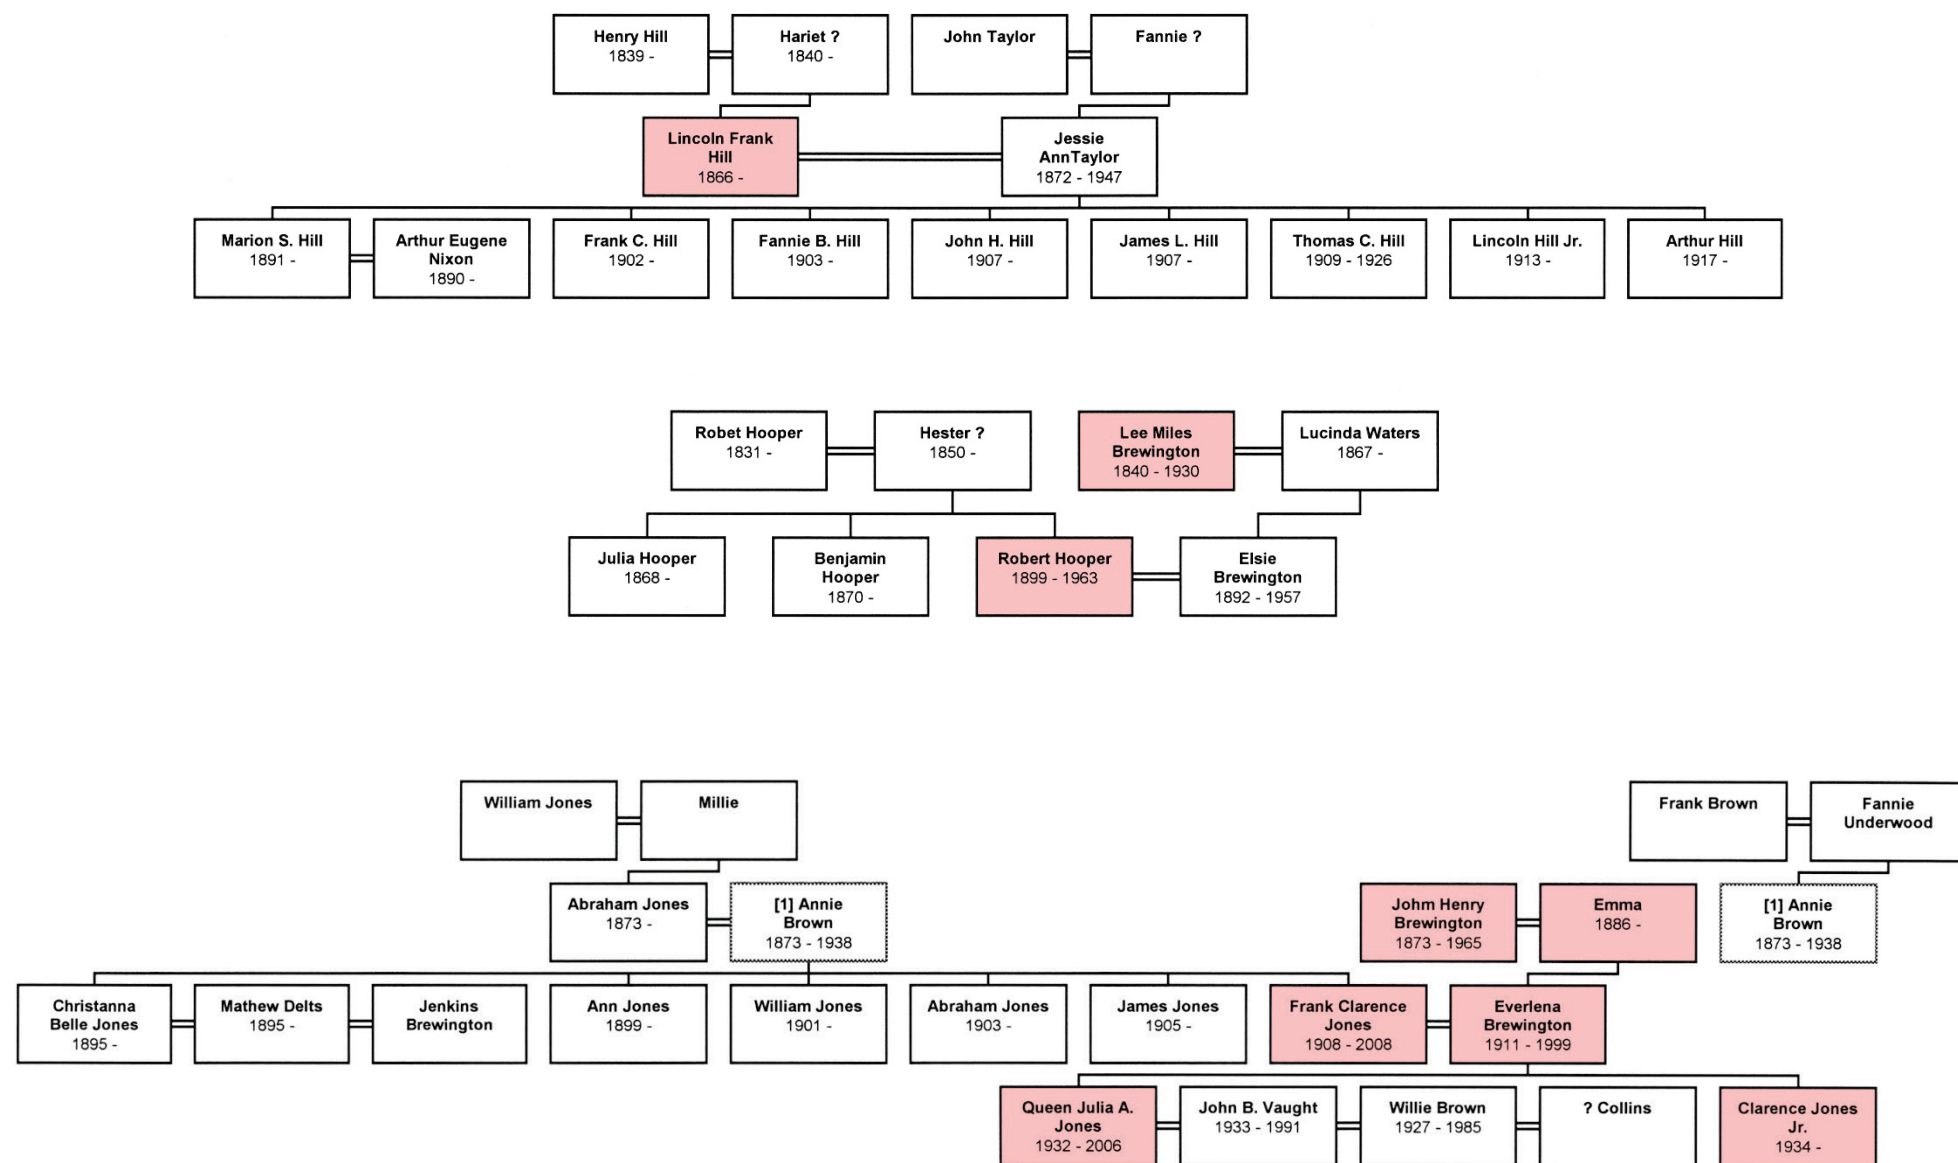 Henry Hill
1839 -
Hariet ?
1840 -
John Taylor
Fannie ?
Lincoln Frank
Hill
1866 -
Jessie
AnnTaylor
1872 - 1947
Marion S. Hill
1891 -
Arthur Eugene
Nixon
1890 -
Frank C. Hill
1902 -
Fannie B. Hill
1903 -
John H. Hill
1907 -
James L. Hill
1907 -
Thomas C. Hill
1909 - 1926
Lincoln Hill Jr.
1913 -
Arthur Hill
1917 -
Robet Hooper
1831 -
Hester ?
1850 -
Lee Miles
Brewington
1840 - 1930
Lucinda Waters
1867 -
Julia Hooper
1868 -
Benjamin
Hooper
1870 -
Robert Hooper
1899 - 1963
Elsie
Brewington
1892 - 1957
William Jones
Millie
Frank Brown
Fannie
Underwood
Abraham Jones
1873 -
[1] Annie
Brown
1873 - 1938
Johm Henry
Brewington
1873 - 1965
Emma
1886 -
[1] Annie
Brown
1873 - 1938
Christanna
Belle Jones
1895 -
Mathew Delts
1895 -
Jenkins
Brewington
Ann Jones
1899 -
William Jones
1901 -
Abraham Jones
1903 -
James Jones
1905 -
Frank Clarence
Jones
1908 - 2008
Everlena
Brewington
1911 - 1999
Queen Julia A.
Jones
1932 - 2006
John B. Vaught
1933 - 1991
Willie Brown
1927 - 1985
? Collins
Clarence Jones
Jr.
1934 -